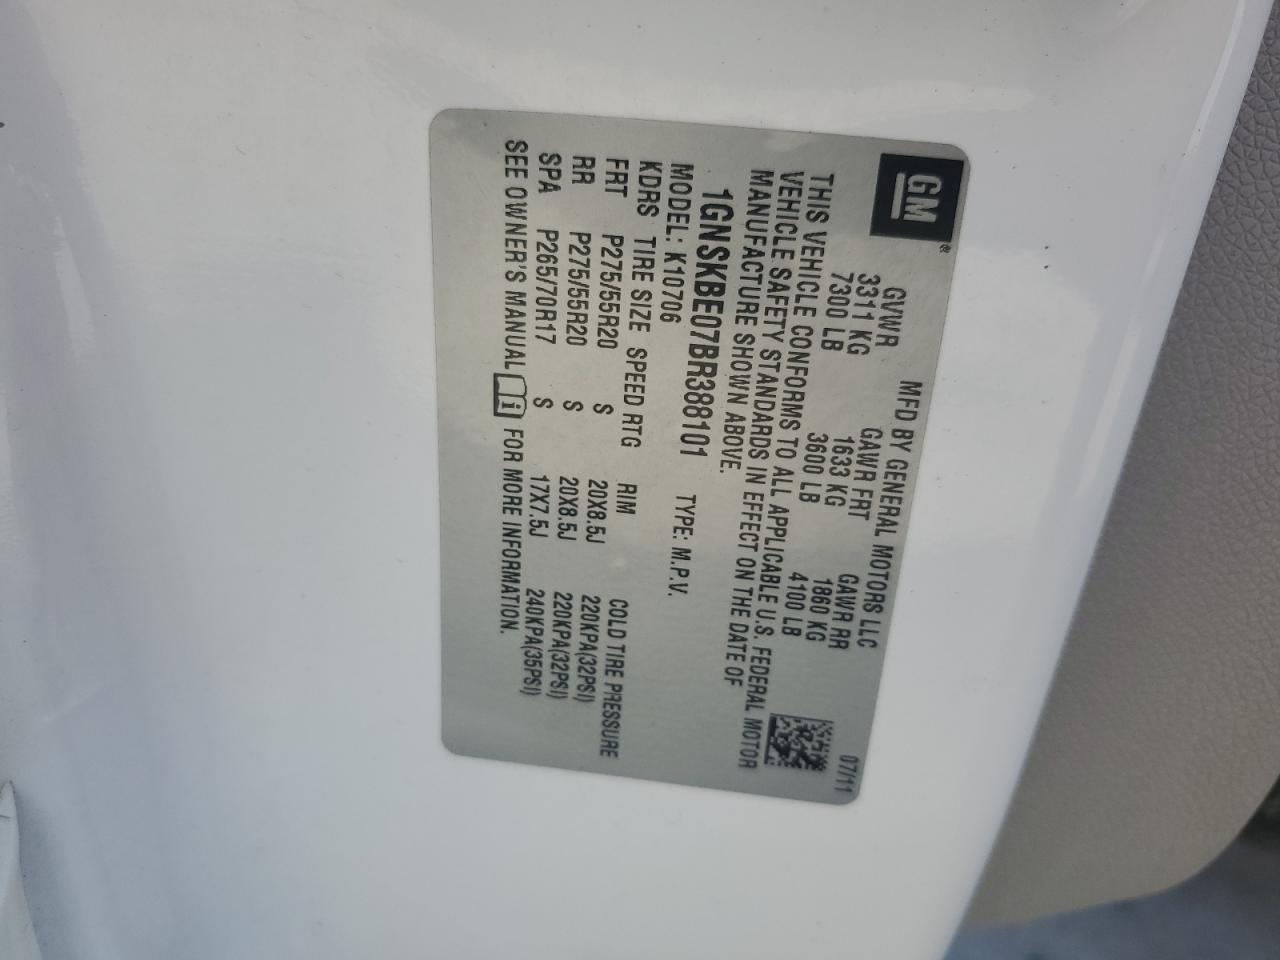 GM®
MFD BY GENERAL MOTORS LLC 07/11
GVWR GAWR FRT GAWR RR
3311 KG 1633 KG 1860 KG
7300 LB 3600 LB 4100 LB
THIS VEHICLE CONFORMS TO ALL APPLICABLE U.S. FEDERAL MOTOR
VEHICLE SAFETY STANDARDS IN EFFECT ON THE DATE OF
MANUFACTURE SHOWN ABOVE.
1GNSKBE07BR388101 TYPE: M.P.V.
MODEL: K10706
KDRS TIRE SIZE SPEED RTG RIM COLD TIRE PRESSURE
FRT P275/55R20 S 20X8.5J 220KPA(32PSI)
RR P275/55R20 S 20X8.5J 220KPA(32PSI)
SPA P265/70R17 S 17X7.5J 240KPA(35PSI)
SEE OWNER'S MANUAL i FOR MORE INFORMATION.